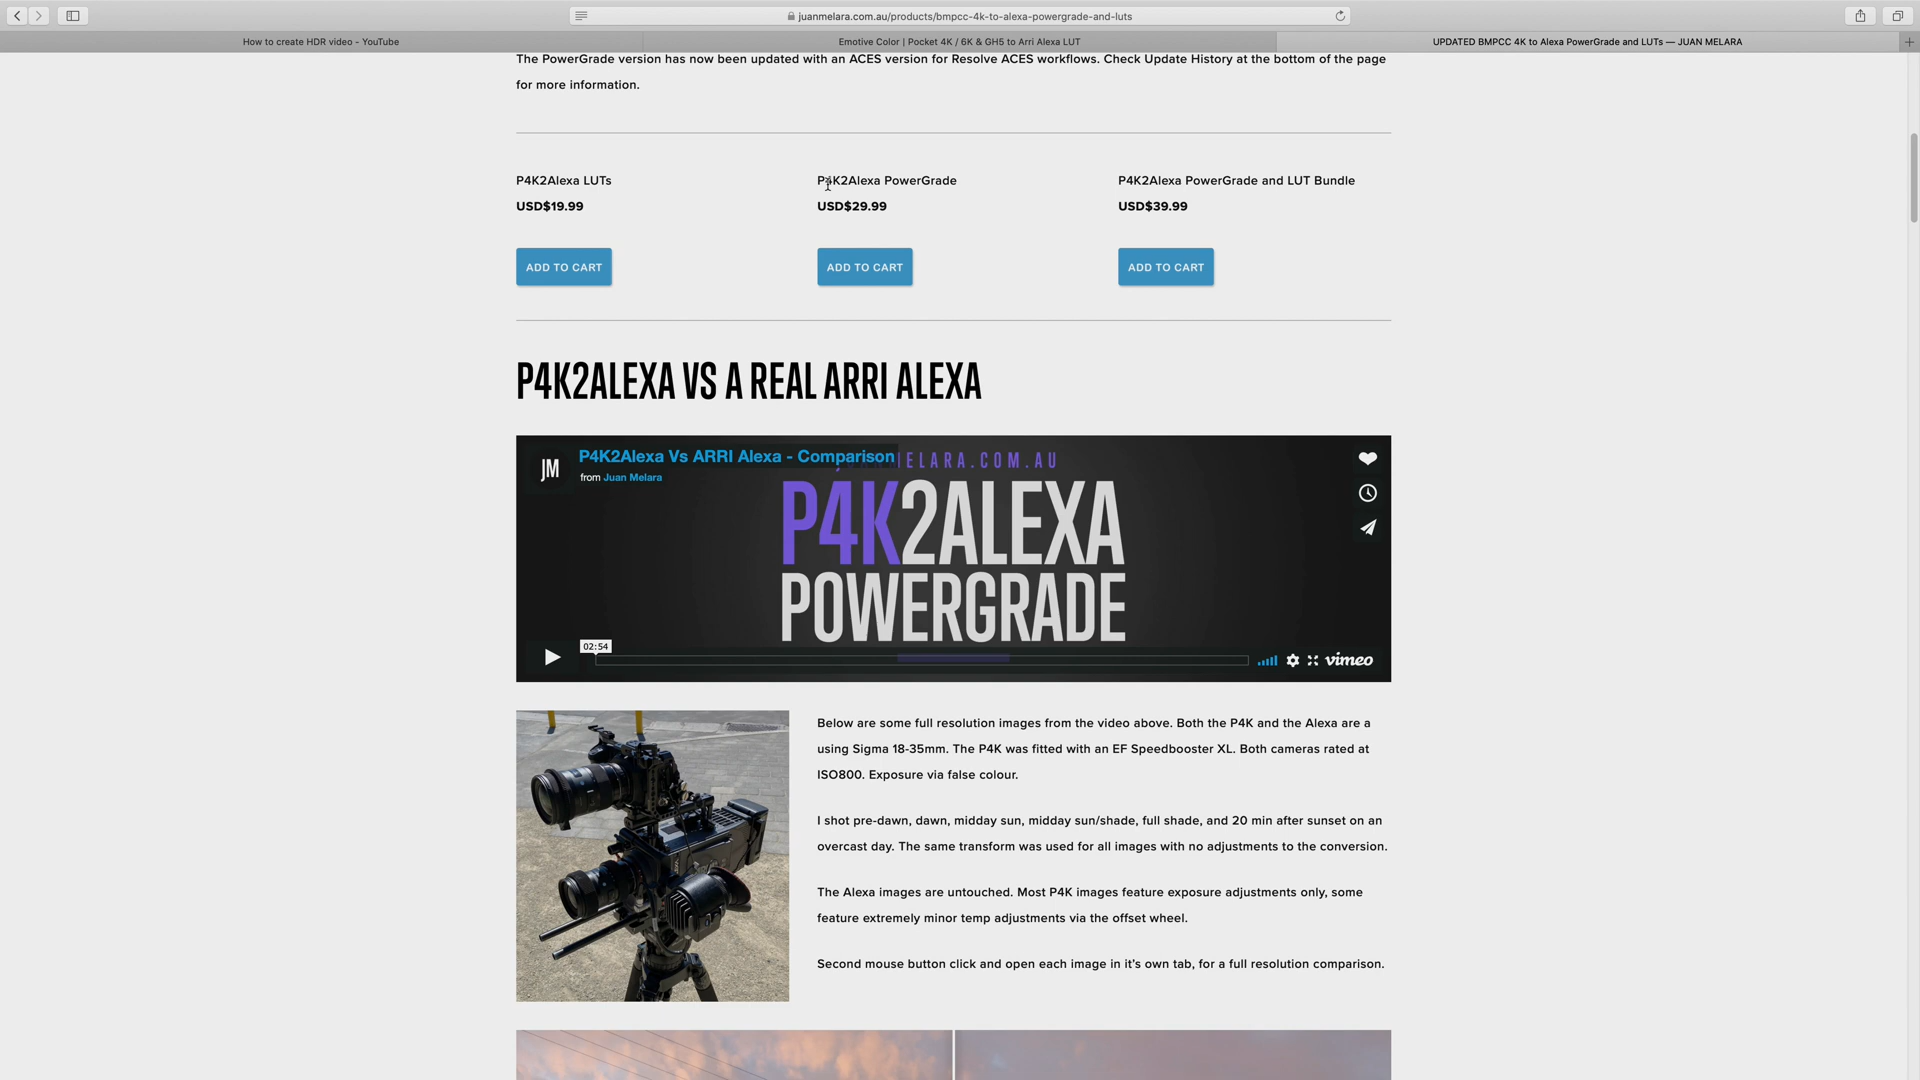 juanmelara.com.au/products/bmpcc-4k-to-alexa-powergrade-and-luts
How to create HDR video - YouTube
Emotive Color | Pocket 4K / 6K & GH5 to Arri Alexa LUT
UPDATED BMPCC 4K to Alexa PowerGrade and LUTs — JUAN MELARA
The PowerGrade version has now been updated with an ACES version for Resolve ACES workflows. Check Update History at the bottom of the page
for more information.
P4K2Alexa LUTs
USD$19.99
ADD TO CART
P4K2Alexa PowerGrade
USD$29.99
ADD TO CART
P4K2Alexa PowerGrade and LUT Bundle
USD$39.99
ADD TO CART
P4K2ALEXA VS A REAL ARRI ALEXA
JM
P4K2Alexa Vs ARRI Alexa - Comparison
from Juan Melara
ELARA.COM.AU
P4K2ALEXA
POWERGRADE
02:54
vimeo
Below are some full resolution images from the video above. Both the P4K and the Alexa are a
using Sigma 18-35mm. The P4K was fitted with an EF Speedbooster XL. Both cameras rated at
ISO800. Exposure via false colour.
I shot pre-dawn, dawn, midday sun, midday sun/shade, full shade, and 20 min after sunset on an
overcast day. The same transform was used for all images with no adjustments to the conversion.
The Alexa images are untouched. Most P4K images feature exposure adjustments only, some
feature extremely minor temp adjustments via the offset wheel.
Second mouse button click and open each image in it's own tab, for a full resolution comparison.